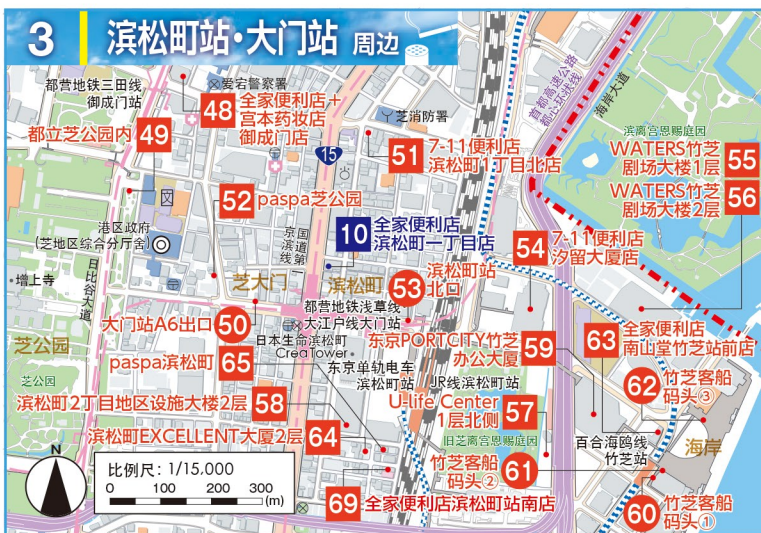 3 滨松町站・大门站 周边
都营地铁三田线
御成门站
爱宕警察署
48 全家便利店+
宫本药妆店
御成门店
都立芝公园内 49
芝消防署
15
51 7-11便利店
滨松町1丁目北店
首都高速公路
都心环状线
海岸大道
滨离宫恩赐庭园
WATERS竹芝
剧场大楼1层 55
WATERS竹芝
剧场大楼2层 56
52 paspa芝公园
港区政府
(芝地区综合分厅舍)
国道第一
京滨线
10 全家便利店
滨松町一丁目店
54 7-11便利店
汐留大厦店
日比谷大道
增上寺
芝大门
滨松町
53 滨松町站
北口
都营地铁浅草线
大江户线大门站
大门站A6出口 50
日本生命滨松町
CreaTower
东京PORTCITY竹芝
办公大厦 59
63 全家便利店
南山堂竹芝站前店
芝公园
paspa滨松町 65
东京单轨电车
滨松町站
JR线滨松町站
62 竹芝客船
码头③
芝公园
滨松町2丁目地区设施大楼2层 58
U-life Center
1层北侧 57
旧芝离宫恩赐庭园
滨松町EXCELLENT大厦2层 64
百合海鸥线
竹芝站
海岸
竹芝客船
码头② 61
N
比例尺：1/15.000
0 100 200 300
(m)
69 全家便利店滨松町站南店
60 竹芝客船
码头①